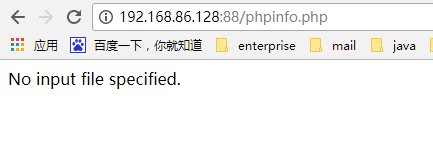 192.168.86.128:88/phpinfo.php
应用 百度一下，你就知道 enterprise mail java
No input file specified.